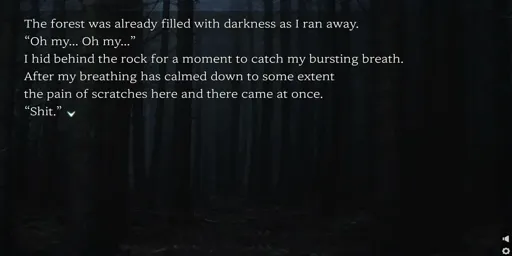 The forest was already filled with darkness as I ran away.
“Oh my... Oh my...”
I hid behind the rock for a moment to catch my bursting breath.
After my breathing has calmed down to some extent
the pain of scratches here and there came at once.
“Shit.”